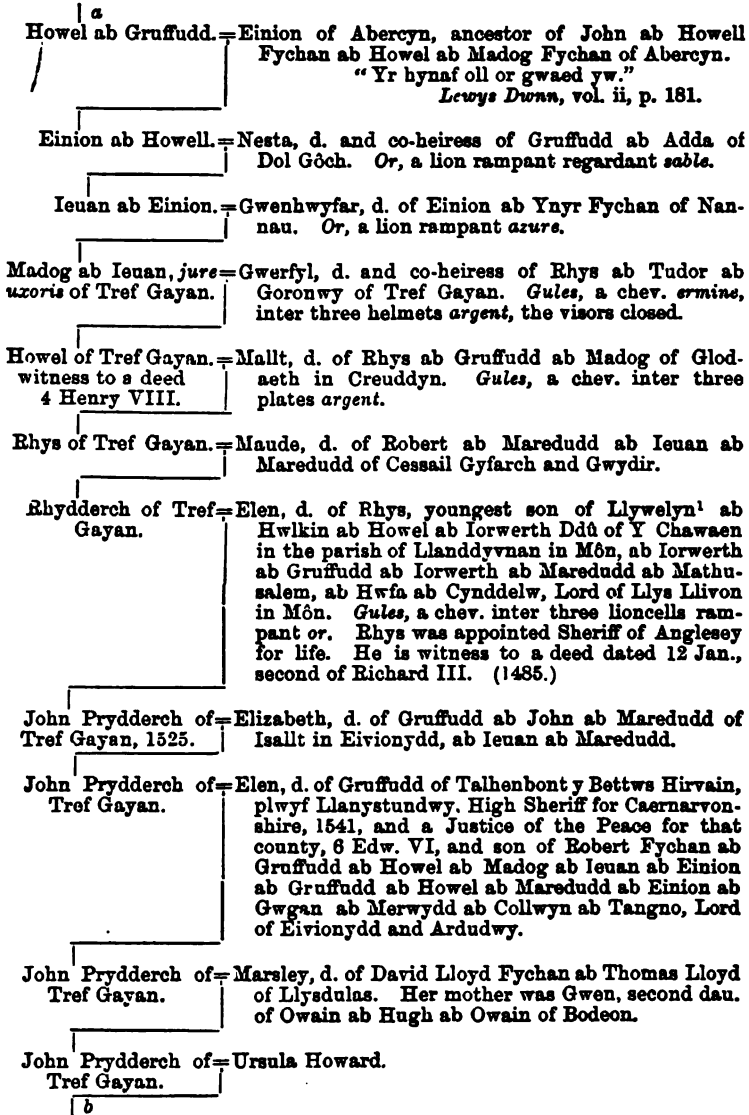 a
Howel ab Gruffudd.=Einion of Abercyn, ancestor of John ab Howell
Fychan ab Howel ab Madog Fychan of Abercyn.
"Yr hynaf oll or gwaed yw."
Lewys Dwnn, vol. ii, p. 181.
Einion ab Howell.=Nesta, d. and co-heiress of Gruffudd ab Adda of
Dol Gôch. Or, a lion rampant regardant sable.
Ieuan ab Einion.=Gwenhwyfar, d. of Einion ab Ynyr Fychan of Nan-
nau. Or, a lion rampant azure.
Madog ab Ieuan, jure=Gwerfyl, d. and co-heiress of Rhys ab Tudor ab
uxoris of Tref Gayan. Goronwy of Tref Gayan. Gules, a chev. ermine,
inter three helmets argent, the visors closed.
Howel of Tref Gayan.=Mallt, d. of Rhys ab Gruffudd ab Madog of Glod-
witness to a deed aeth in Creuddyn. Gules, a chev. inter three
4 Henry VIII. plates argent.
Rhys of Tref Gayan.=Maude, d. of Robert ab Maredudd ab Ieuan ab
Maredudd of Cessail Gyfarch and Gwydir.
Rhydderch of Tref=Elen, d. of Rhys, youngest son of Llywelyn¹ ab
Gayan. Hwlkin ab Howel ab Iorwerth Ddû of Y Chawaen
in the parish of Llanddyvnan in Môn, ab Iorwerth
ab Gruffudd ab Iorwerth ab Maredudd ab Mathu-
salem, ab Hwfa ab Cynddelw, Lord of Llys Llivon
in Môn. Gules, a chev. inter three lioncells ram-
pant or. Rhys was appointed Sheriff of Anglesey
for life. He is witness to a deed dated 12 Jan.,
second of Richard III. (1485.)
John Prydderch of=Elizabeth, d. of Gruffudd ab John ab Maredudd of
Tref Gayan, 1525. Isallt in Eivionydd, ab Ieuan ab Maredudd.
John Prydderch of=Elen, d. of Gruffudd of Talhenbont y Bettws Hirvain,
Tref Gayan. plwyf Llanystundwy. High Sheriff for Caernarvon-
shire, 1541, and a Justice of the Peace for that
county, 6 Edw. VI, and son of Robert Fychan ab
Gruffudd ab Howel ab Madog ab Ieuan ab Einion
ab Gruffudd ab Howel ab Maredudd ab Einion ab
Gwgan ab Merwydd ab Collwyn ab Tangno, Lord
of Eivionydd and Ardudwy.
John Prydderch of=Marsley, d. of David Lloyd Fychan ab Thomas Lloyd
Tref Gayan. of Llysdulas. Her mother was Gwen, second dau.
of Owain ab Hugh ab Owain of Bodeon.
John Prydderch of=Ursula Howard.
Tref Gayan.
b